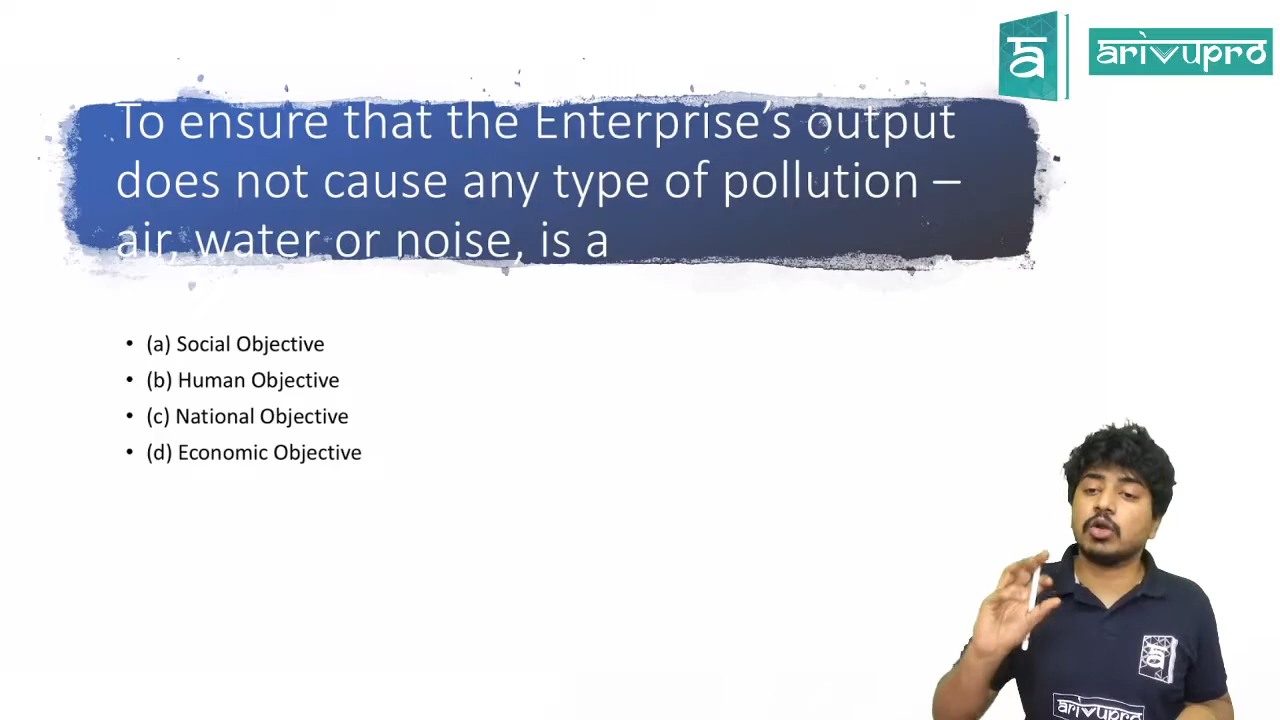 arivupro
To ensure that the Enterprise’s output
does not cause any type of pollution –
air, water or noise, is a
• (a) Social Objective
• (b) Human Objective
• (c) National Objective
• (d) Economic Objective
arivupro